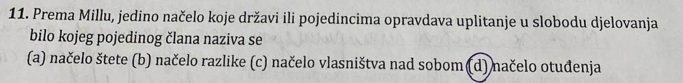 11. Prema Millu, jedino načelo koje državi ili pojedincima opravdava uplitanje u slobodu djelovanja
bilo kojeg pojedinog člana naziva se
(a) načelo štete (b) načelo razlike (c) načelo vlasništva nad sobom (d) načelo otuđenja